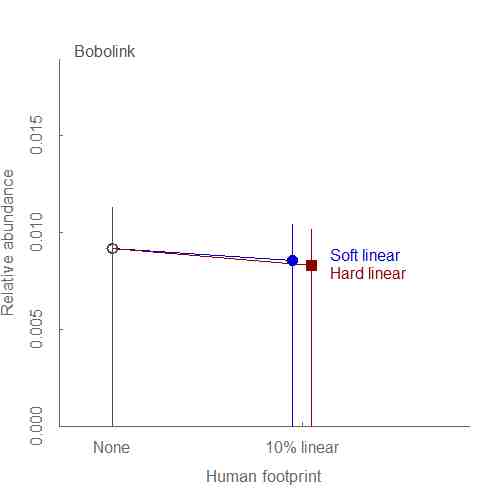 Bobolink
Relative abundance
0.015
0.010
0.005
0.000
Soft linear
Hard linear
None
10% linear
Human footprint